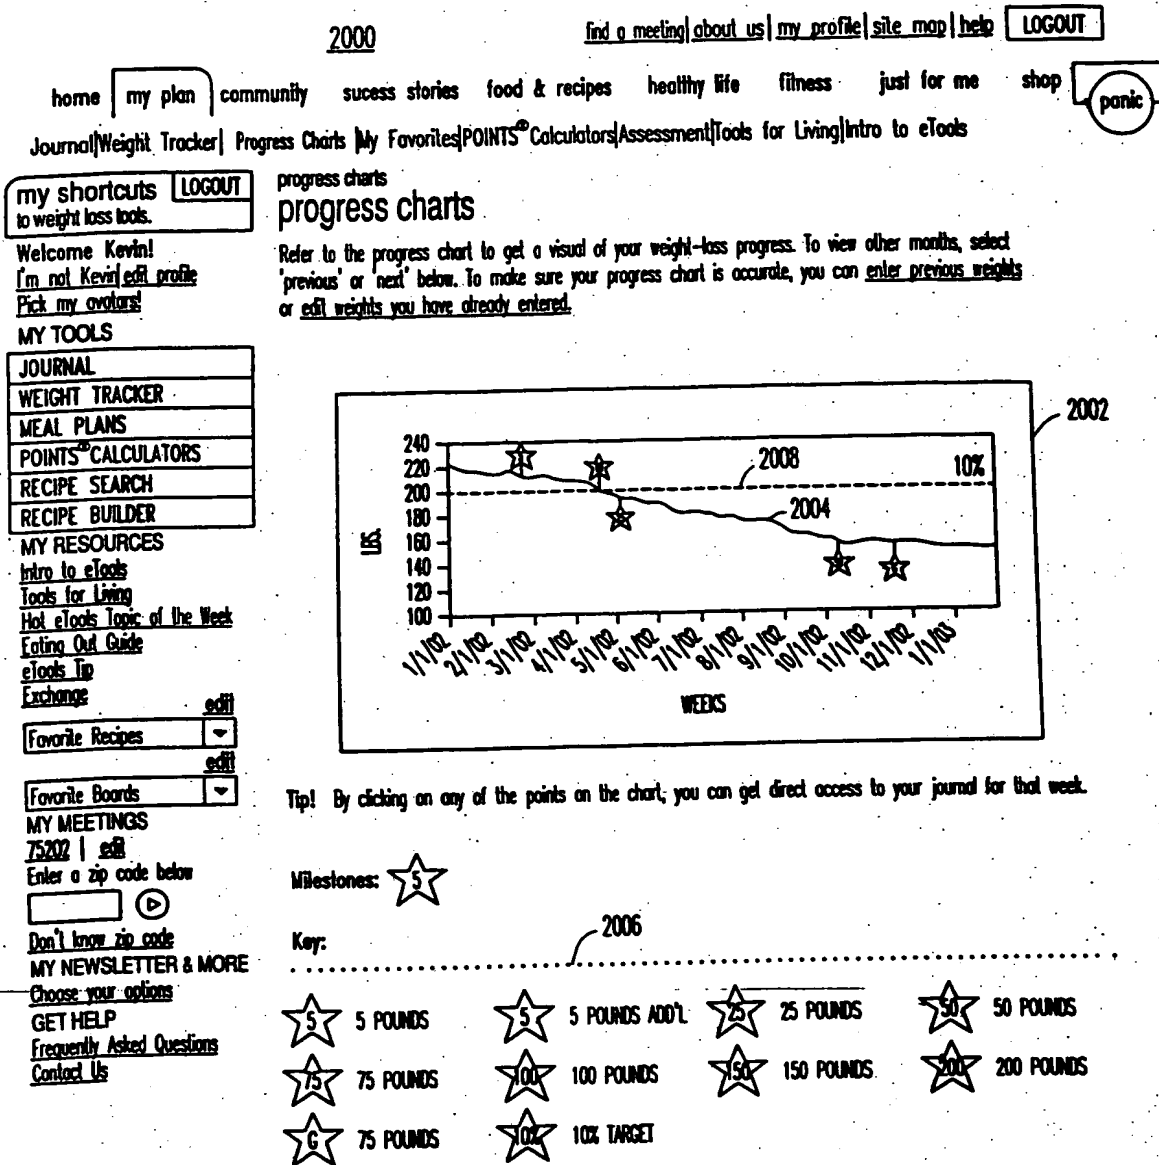 2000
find a meeting|about us|my profile|site map|help LOGOUT
home my plan community sucess stories food & recipes healthy life fitness just for me shop panic
Journal|Weight Tracker| Progress Charts |My Favorites|POINTS® Calculators|Assessment|Tools for Living|Intro to eTools
my shortcuts LOGOUT
to weight loss tools.
Welcome Kevin!
I'm not Kevin|edit profile
Pick my avatars!
MY TOOLS
JOURNAL
WEIGHT TRACKER
MEAL PLANS
POINTS®CALCULATORS
RECIPE SEARCH
RECIPE BUILDER
MY RESOURCES
Intro to eTools
Tools for Living
Hot eTools Topic of the Week
Eating Out Guide
eTools Tip
Exchange
edit
Favorite Recipes
edit
Favorite Boards
MY MEETINGS
75202 | edit
Enter a zip code below
Don't know zip code
MY NEWSLETTER & MORE
Choose your options
GET HELP
Frequently Asked Questions
Contact Us
progress charts
progress charts
Refer to the progress chart to get a visual of your weight-loss progress. To view other months, select
'previous' or 'next' below. To make sure your progress chart is accurate, you can enter previous weights
or edit weights you have already entered.
2002
240
220
200
180
160
140
120
100
LBS.
2008
10%
2004
1/1/02
2/1/02
3/1/02
4/1/02
5/1/02
6/1/02
7/1/02
8/1/02
9/1/02
10/1/02
11/1/02
12/1/02
1/1/03
WEEKS
Tip! By clicking on any of the points on the chart, you can get direct access to your journal for that week.
Milestones: 5
Key:
2006
5 5 POUNDS 5 5 POUNDS ADD'L 25 25 POUNDS 50 50 POUNDS
75 75 POUNDS 100 100 POUNDS 150 150 POUNDS 200 200 POUNDS
G 75 POUNDS 10% 10% TARGET